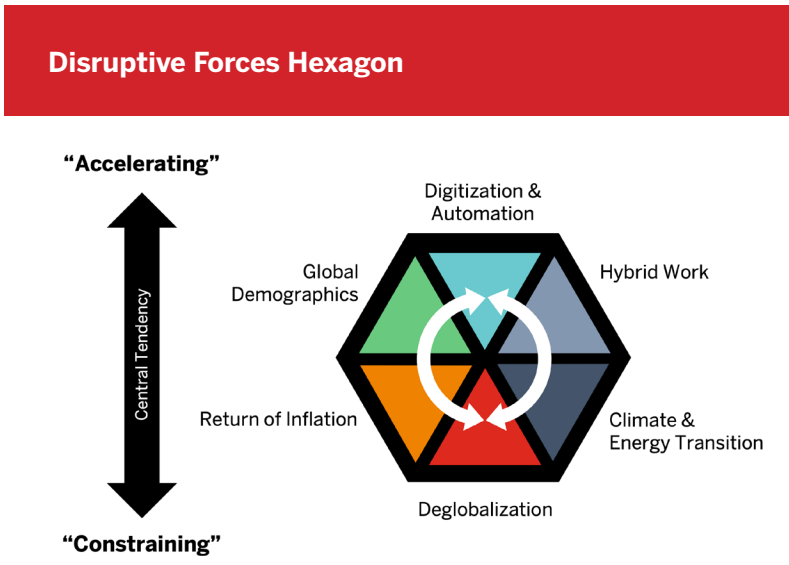 Disruptive Forces Hexagon
“Accelerating”
Central Tendency
“Constraining”
Digitization &
Automation
Global
Demographics
Hybrid Work
Return of Inflation
Climate &
Energy Transition
Deglobalization